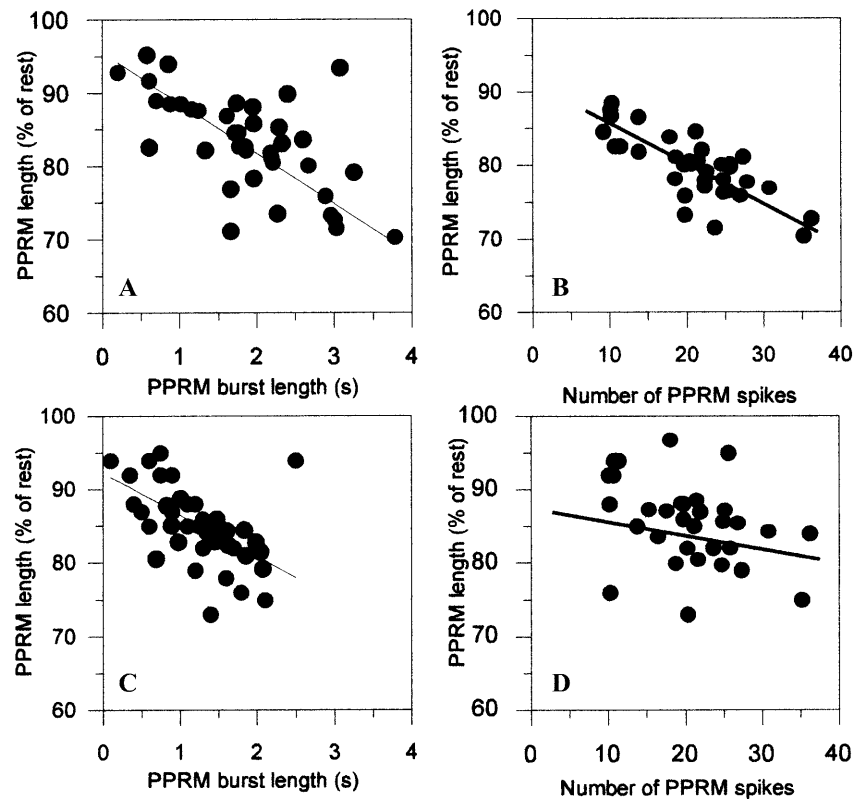 100
90
80
70
60
PPRM length (% of rest)
A
0 1 2 3 4
PPRM burst length (s)
100
90
80
70
60
PPRM length (% of rest)
B
0 10 20 30 40
Number of PPRM spikes
100
90
80
70
60
PPRM length (% of rest)
C
0 1 2 3 4
PPRM burst length (s)
100
90
80
70
60
PPRM length (% of rest)
D
0 10 20 30 40
Number of PPRM spikes